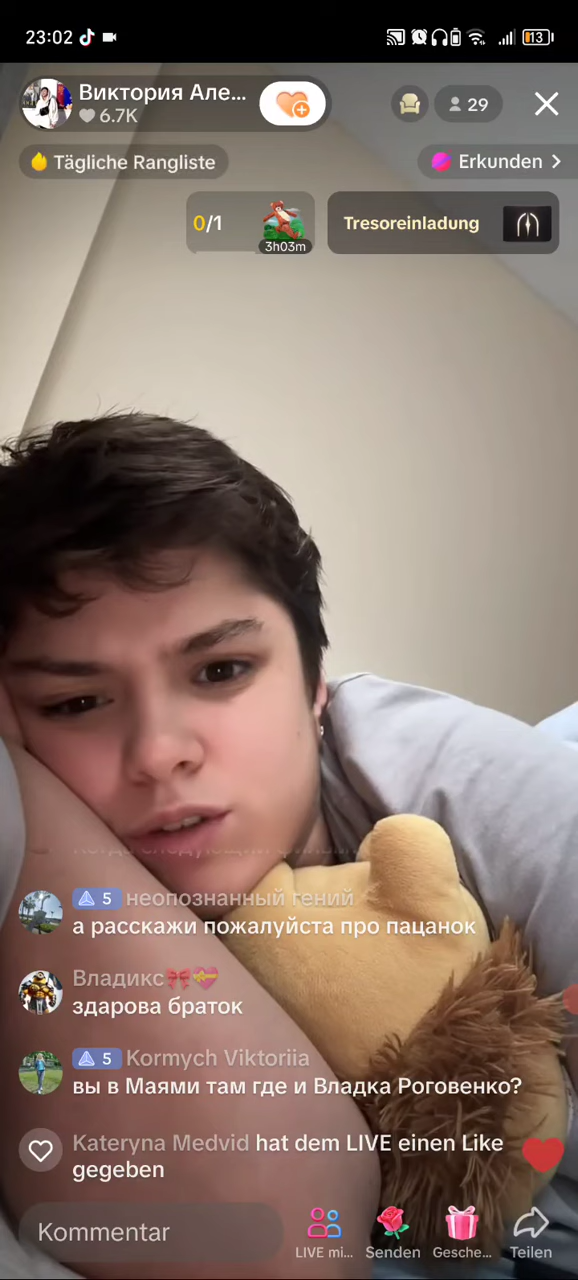 23:02
13
Виктория Але...
6.7K
29
Tägliche Rangliste
Erkunden
0/1
3h03m
Tresoreinladung
5 неопознанный гений
а расскажи пожалуйста про пацанок
Владикс
здарова браток
5 Kormych Viktoriia
вы в Маями там где и Владка Роговенко?
Kateryna Medvid hat dem LIVE einen Like
gegeben
Kommentar
LIVE mi...
Senden
Gesche...
Teilen